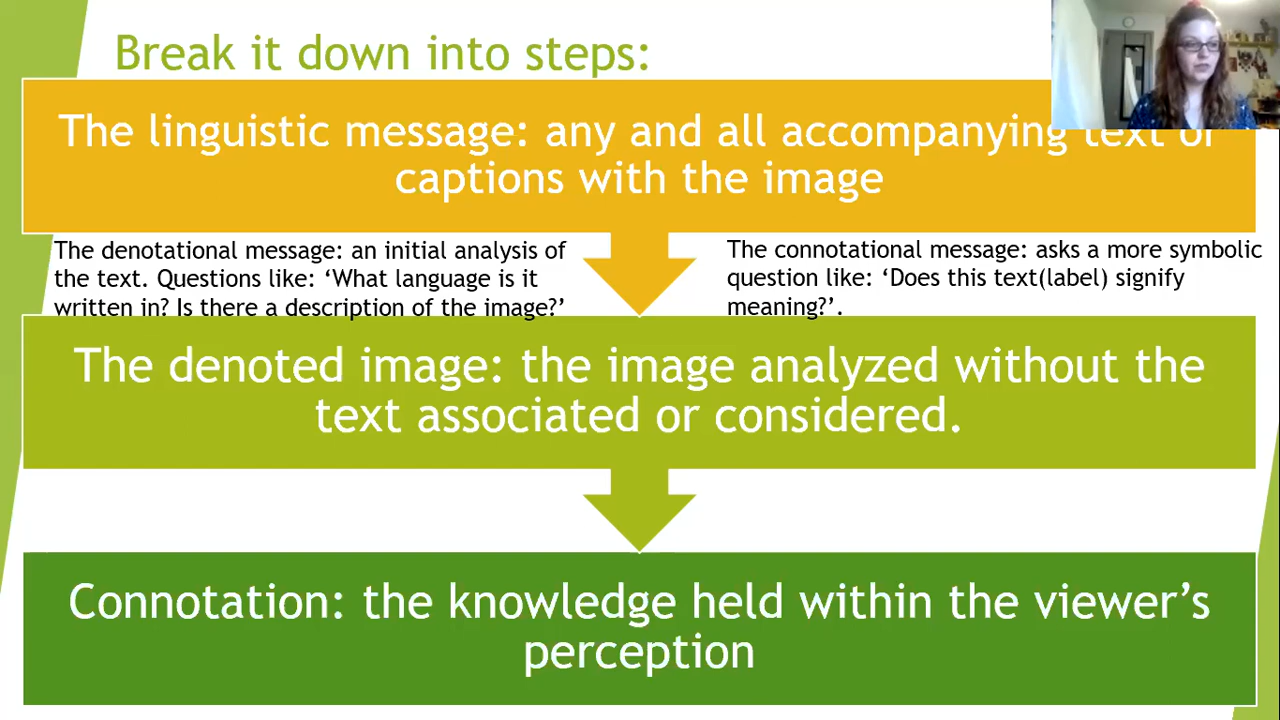 Break it down into steps:
The linguistic message: any and all accompanying text or
captions with the image
The denotational message: an initial analysis of
the text. Questions like: ‘What language is it
written in? Is there a description of the image?’
The connotational message: asks a more symbolic
question like: ‘Does this text(label) signify
meaning?’.
The denoted image: the image analyzed without the
text associated or considered.
Connotation: the knowledge held within the viewer’s
perception